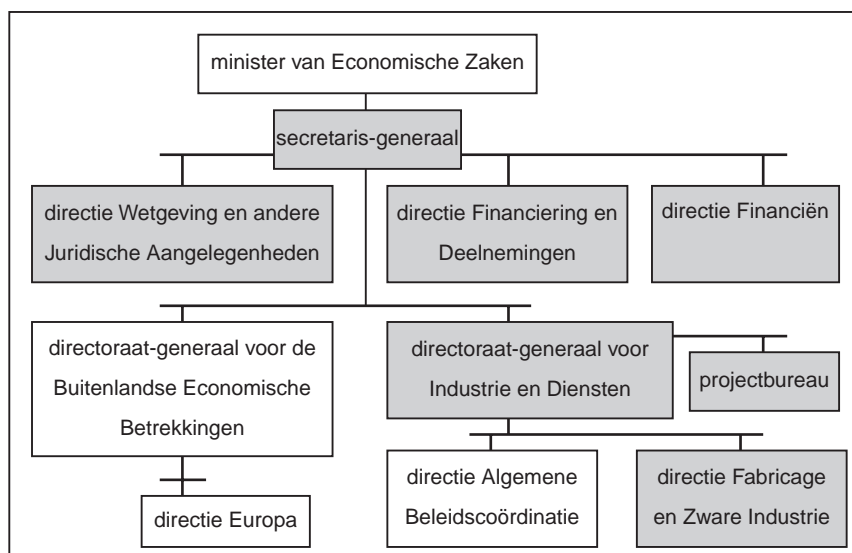 minister van Economische Zaken
secretaris-generaal
directie Wetgeving en andere
Juridische Aangelegenheden
directie Financiering en
Deelnemingen
directie Financiën
directoraat-generaal voor de
Buitenlandse Economische
Betrekkingen
directoraat-generaal voor
Industrie en Diensten
projectbureau
directie Europa
directie Algemene
Beleidscoördinatie
directie Fabricage
en Zware Industrie